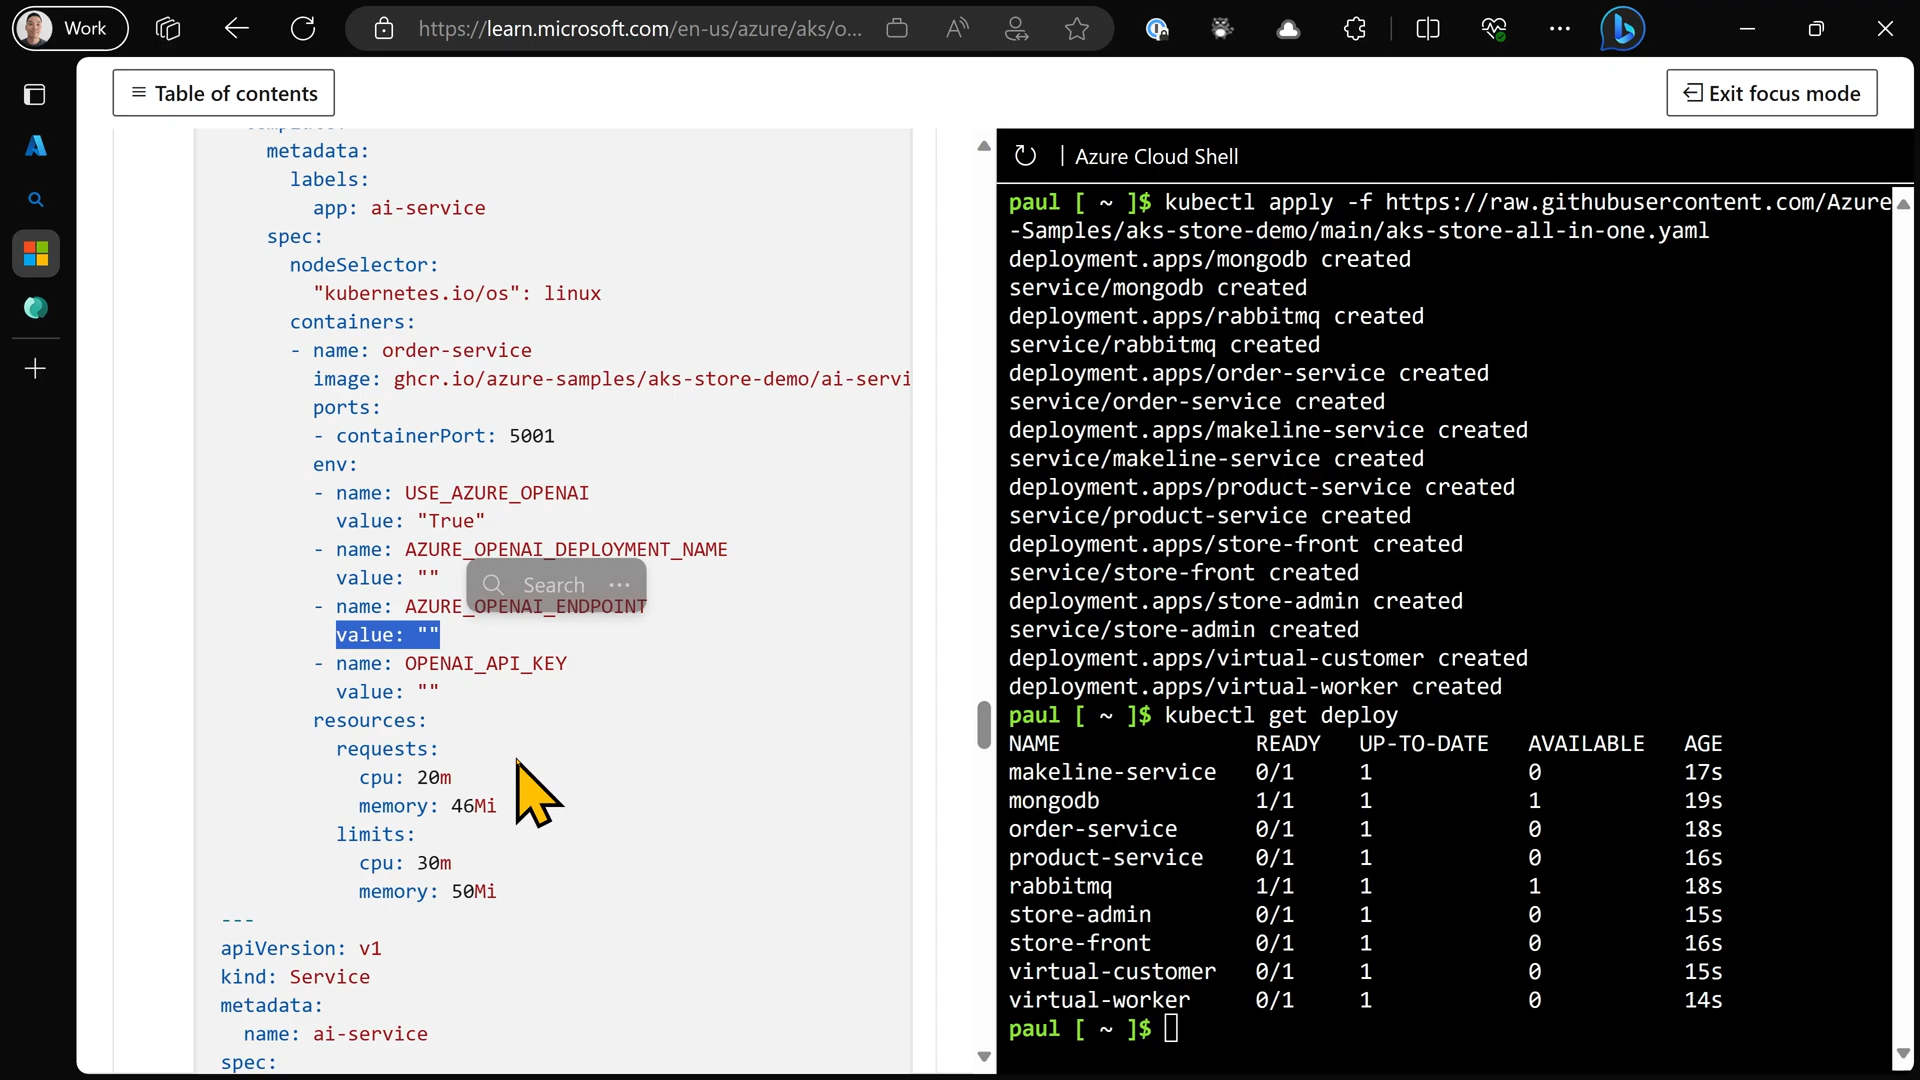 Work
https://learn.microsoft.com/en-us/azure/aks/o...
Table of contents
Exit focus mode
metadata:
labels:
app: ai-service
spec:
nodeSelector:
"kubernetes.io/os": linux
containers:
- name: order-service
image: ghcr.io/azure-samples/aks-store-demo/ai-servi
ports:
- containerPort: 5001
env:
- name: USE_AZURE_OPENAI
value: "True"
- name: AZURE_OPENAI_DEPLOYMENT_NAME
value: ""
Search ...
- name: AZURE_OPENAI_ENDPOINT
value: ""
- name: OPENAI_API_KEY
value: ""
resources:
requests:
cpu: 20m
memory: 46Mi
limits:
cpu: 30m
memory: 50Mi
---
apiVersion: v1
kind: Service
metadata:
name: ai-service
spec:
| Azure Cloud Shell
paul [ ~ ]$ kubectl apply -f https://raw.githubusercontent.com/Azure
-Samples/aks-store-demo/main/aks-store-all-in-one.yaml
deployment.apps/mongodb created
service/mongodb created
deployment.apps/rabbitmq created
service/rabbitmq created
deployment.apps/order-service created
service/order-service created
deployment.apps/makeline-service created
service/makeline-service created
deployment.apps/product-service created
service/product-service created
deployment.apps/store-front created
service/store-front created
deployment.apps/store-admin created
service/store-admin created
deployment.apps/virtual-customer created
deployment.apps/virtual-worker created
paul [ ~ ]$ kubectl get deploy
NAME READY UP-TO-DATE AVAILABLE AGE
makeline-service 0/1 1 0 17s
mongodb 1/1 1 1 19s
order-service 0/1 1 0 18s
product-service 0/1 1 0 16s
rabbitmq 1/1 1 1 18s
store-admin 0/1 1 0 15s
store-front 0/1 1 0 16s
virtual-customer 0/1 1 0 15s
virtual-worker 0/1 1 0 14s
paul [ ~ ]$